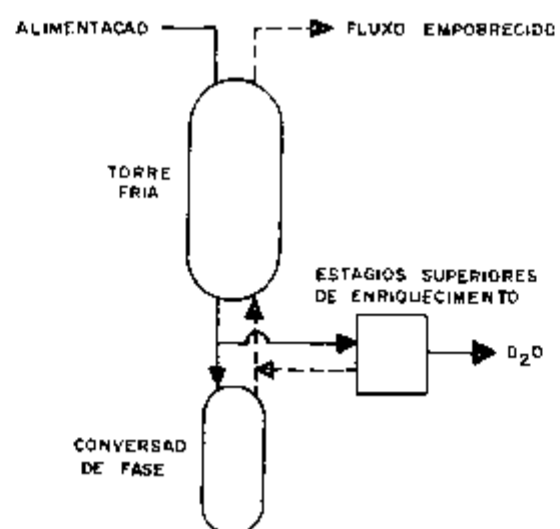 ALIMENTACAO
FLUXO EMPOBRECIDO
TORRE
FRIA
ESTAGIOS SUPERIORES
DE ENRIQUECIMENTO
D2O
CONVERSAO
DE FASE